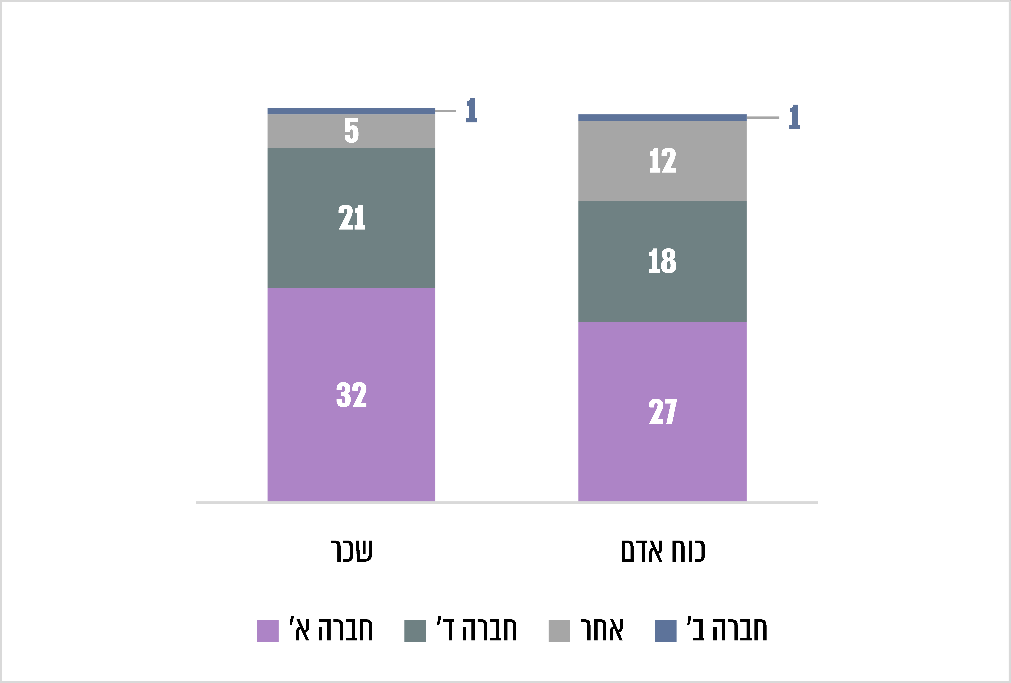 1
5
21
32
1
12
18
27
שכר
כוח אדם
חברה א'
חברה ד'
אחר
חברה ב'